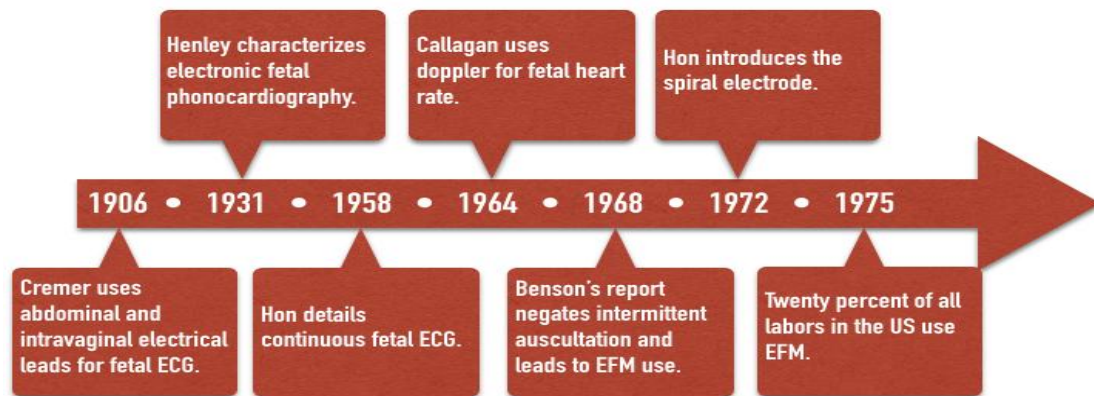 Henley characterizes
electronic fetal
phonocardiography.
Callagan uses
doppler for fetal heart
rate.
Hon introduces the
spiral electrode.
1906 • 1931 • 1958 • 1964 • 1968 • 1972 • 1975
Cremer uses
abdominal and
intravaginal electrical
leads for fetal ECG.
Hon details
continuous fetal ECG.
Benson's report
negates intermittent
auscultation and
leads to EFM use.
Twenty percent of all
labors in the US use
EFM.